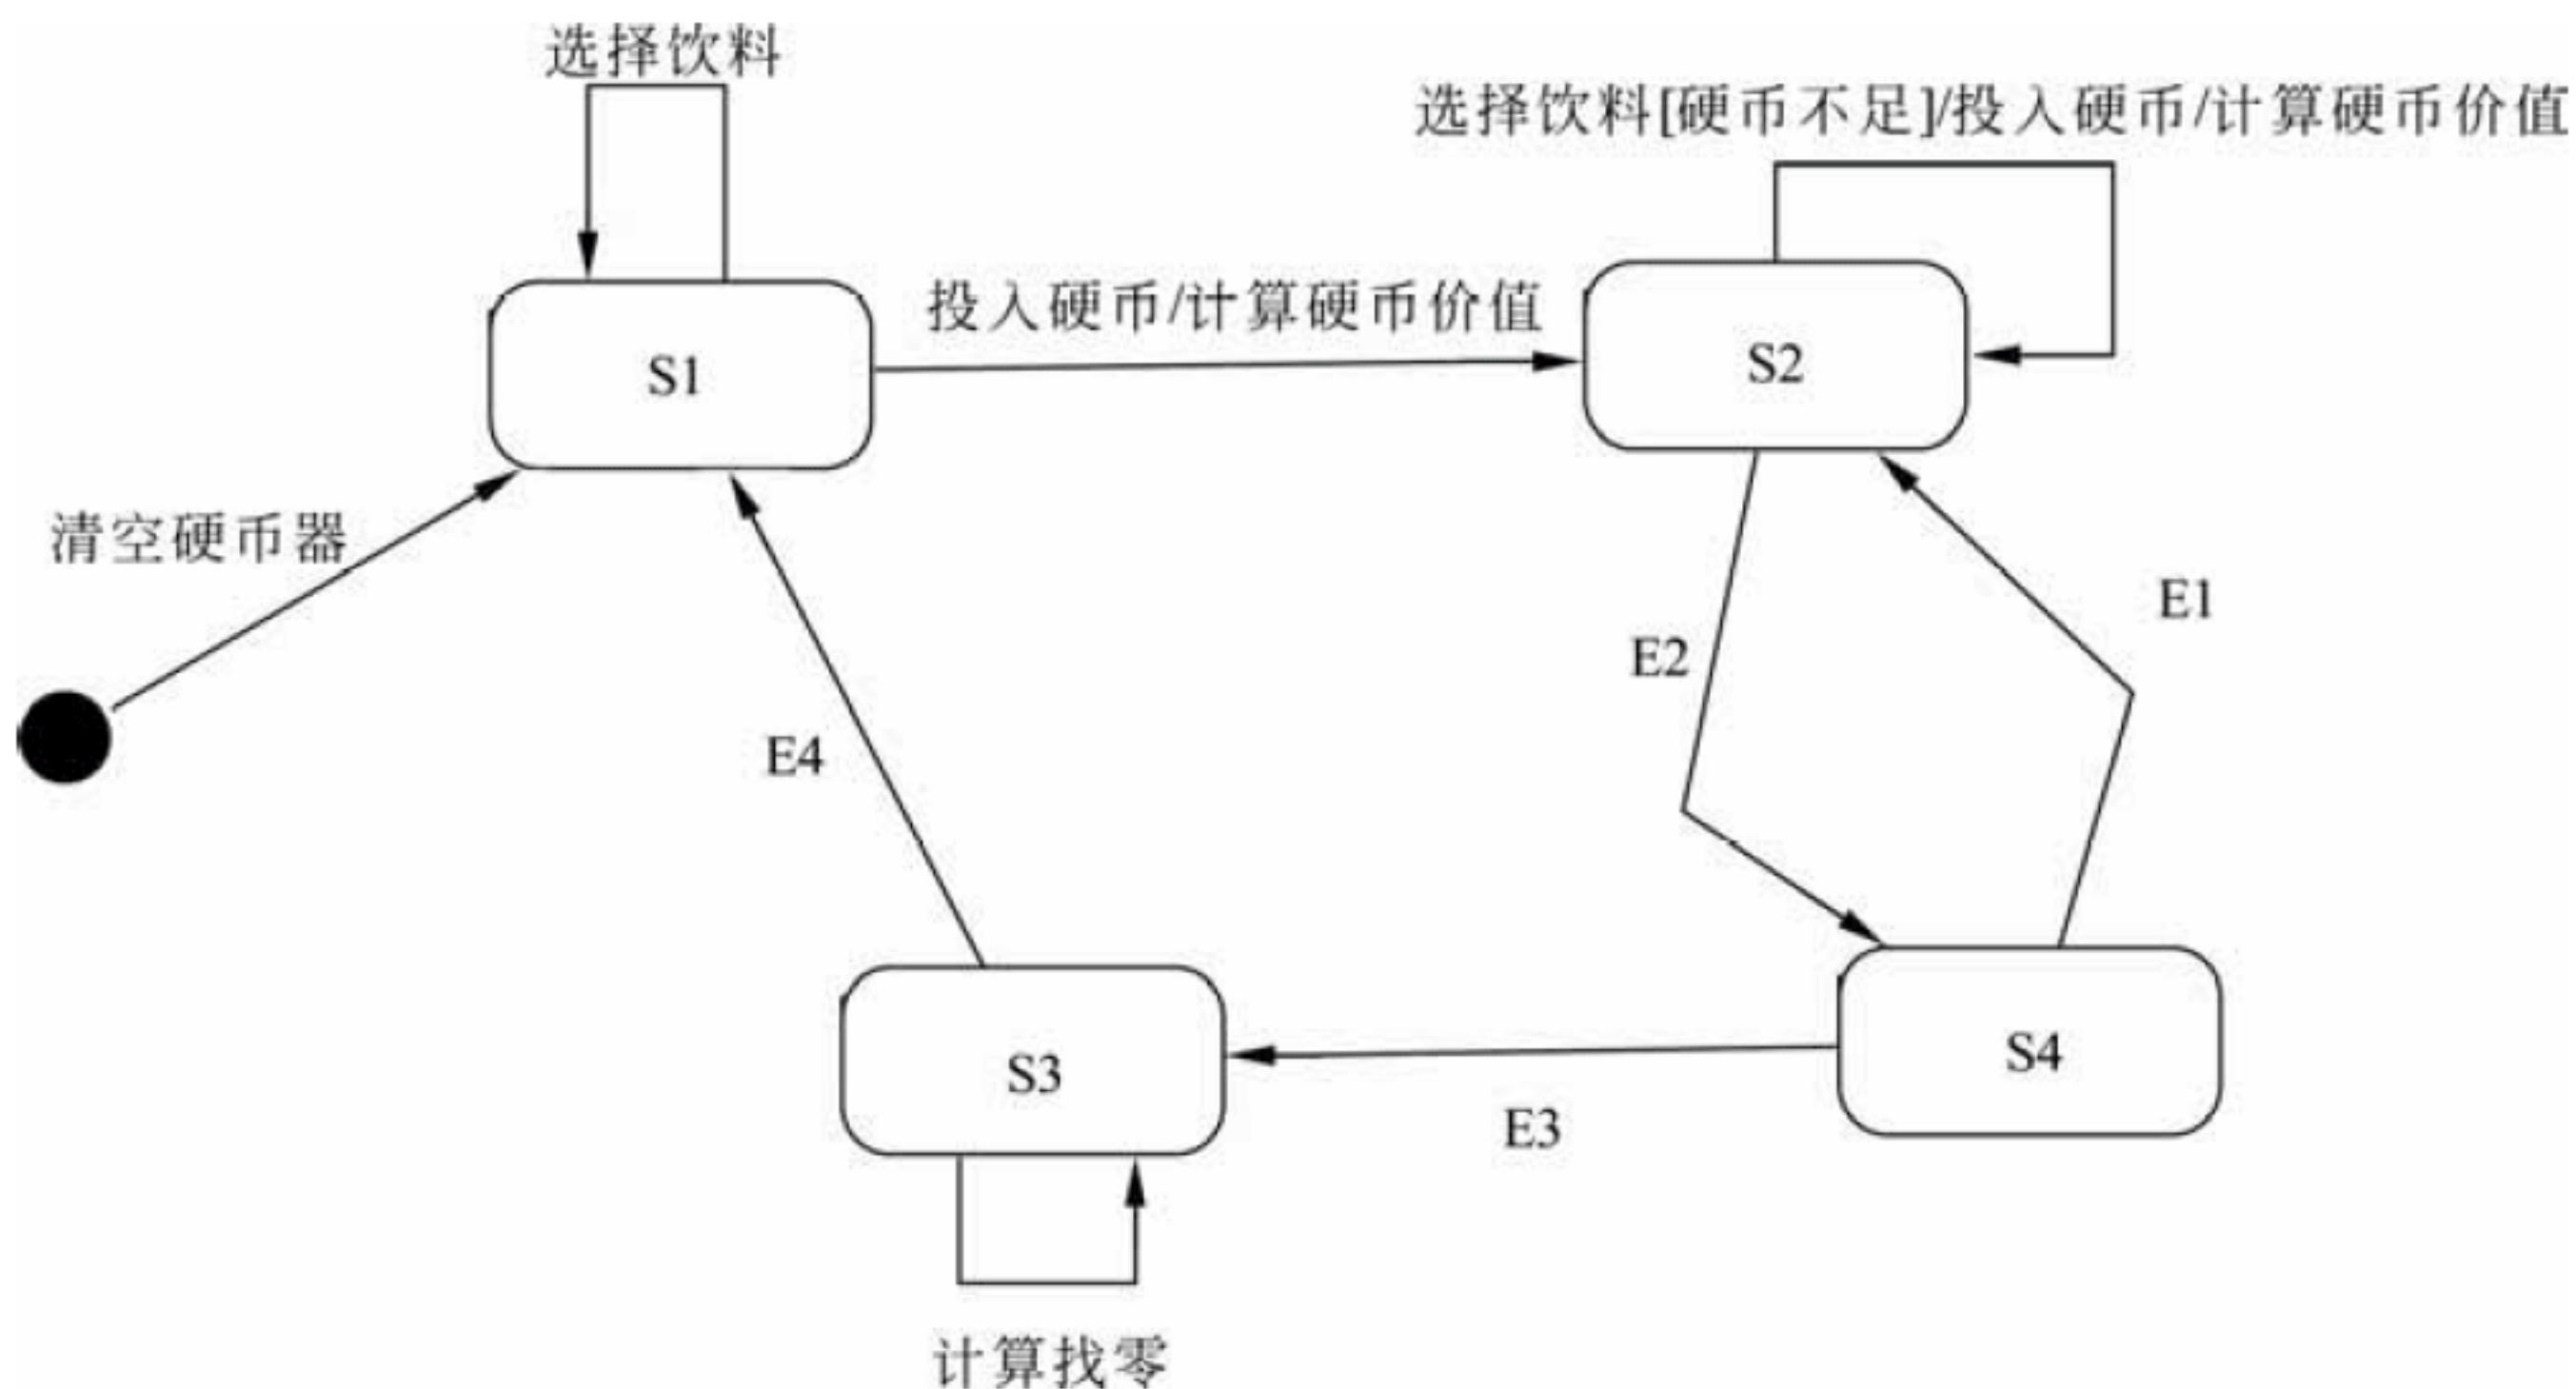 选择饮料
选择饮料[硬币不足]/投入硬币/计算硬币价值
投入硬币/计算硬币价值
S1
S2
清空硬币器
E1
E2
E4
S3
S4
E3
计算找零